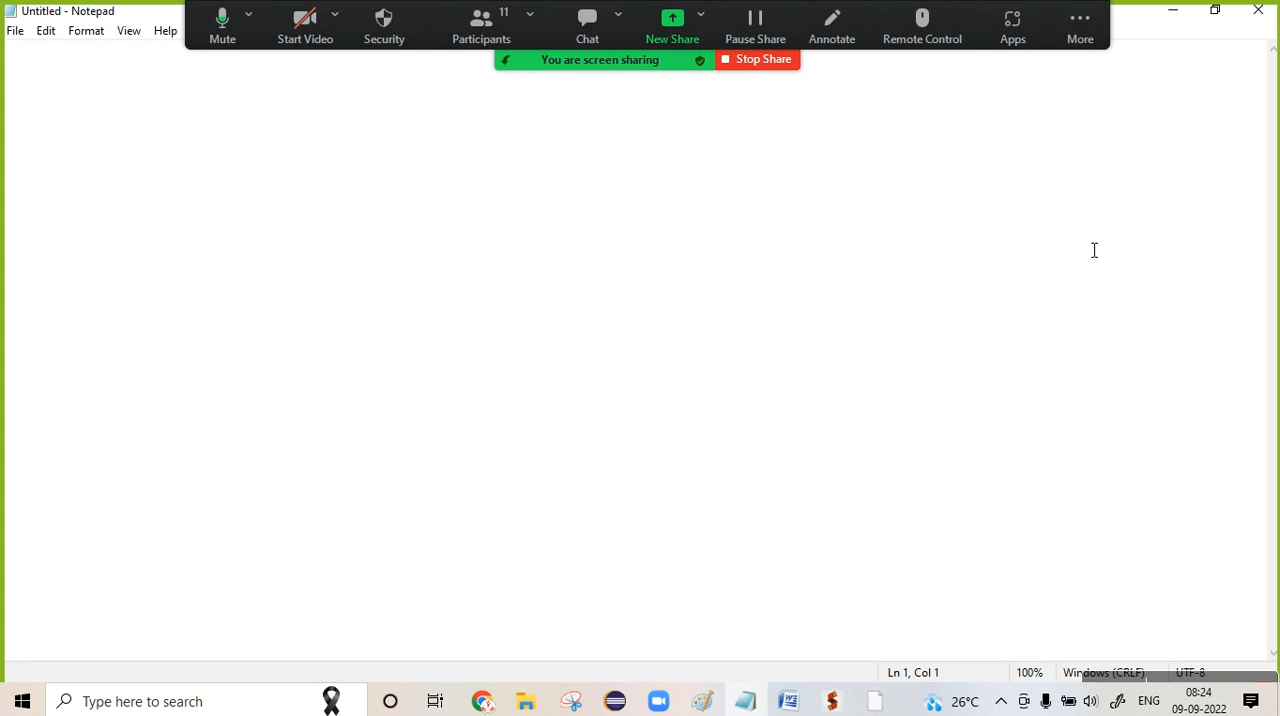 Untitled - Notepad
File Edit Format View Help
11
Mute Start Video Security Participants Chat New Share Pause Share Annotate Remote Control Apps More
You are screen sharing Stop Share
Ln 1, Col 1 100% Windows (CRLF) UTF-8
Type here to search 26°C ENG 08:24
09-09-2022